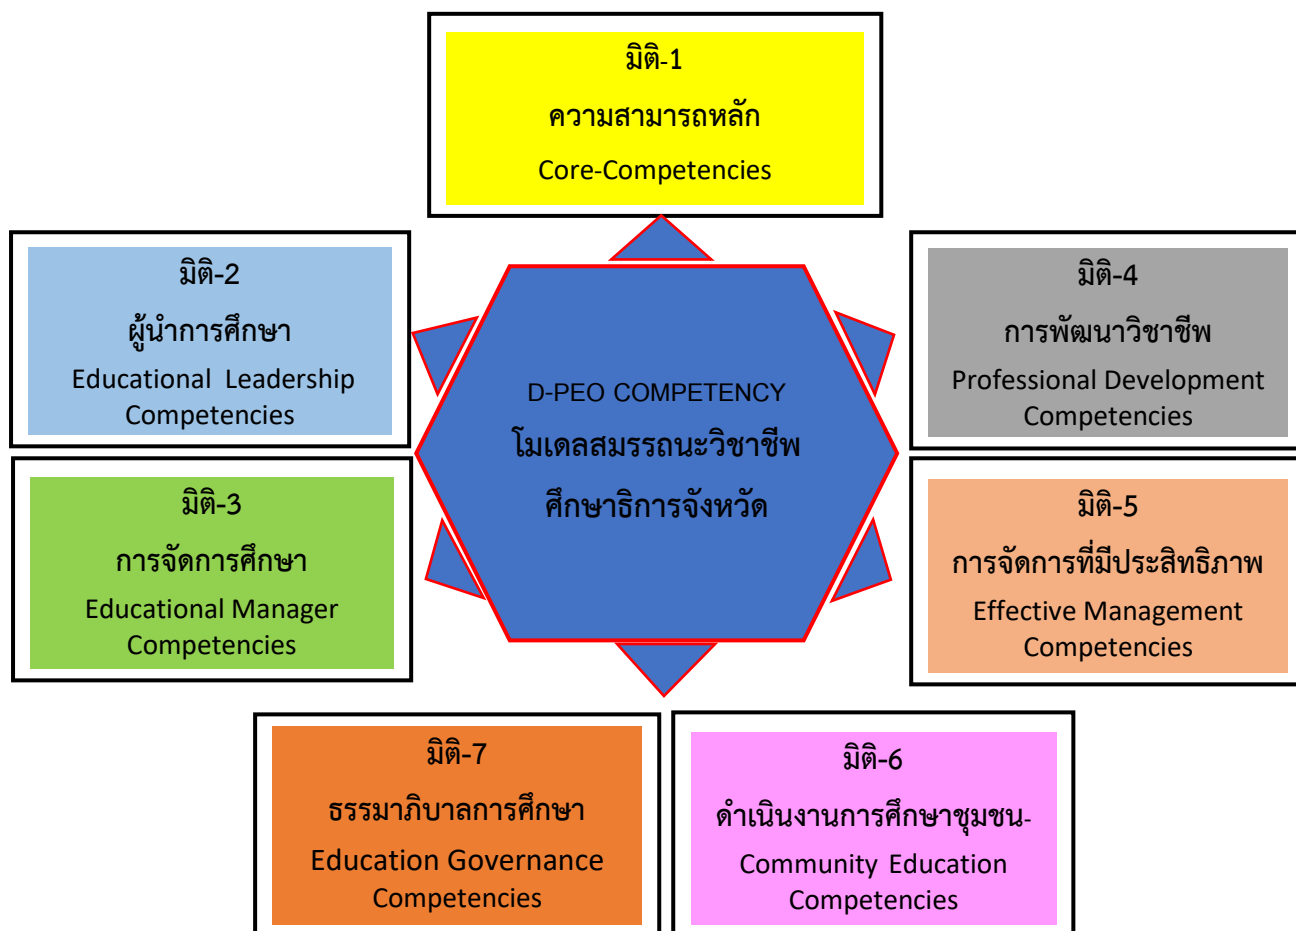 มิติ-1
ความสามารถหลัก
Core-Competencies
มิติ-2
ผู้นำการศึกษา
Educational Leadership
Competencies
มิติ-4
การพัฒนาวิชาชีพ
Professional Development
Competencies
D-PEO COMPETENCY
โมเดลสมรรถนะวิชาชีพ
ศึกษาธิการจังหวัด
มิติ-3
การจัดการศึกษา
Educational Manager
Competencies
มิติ-5
การจัดการที่มีประสิทธิภาพ
Effective Management
Competencies
มิติ-7
ธรรมาภิบาลการศึกษา
Education Governance
Competencies
มิติ-6
ดำเนินงานการศึกษาชุมชน-
Community Education
Competencies